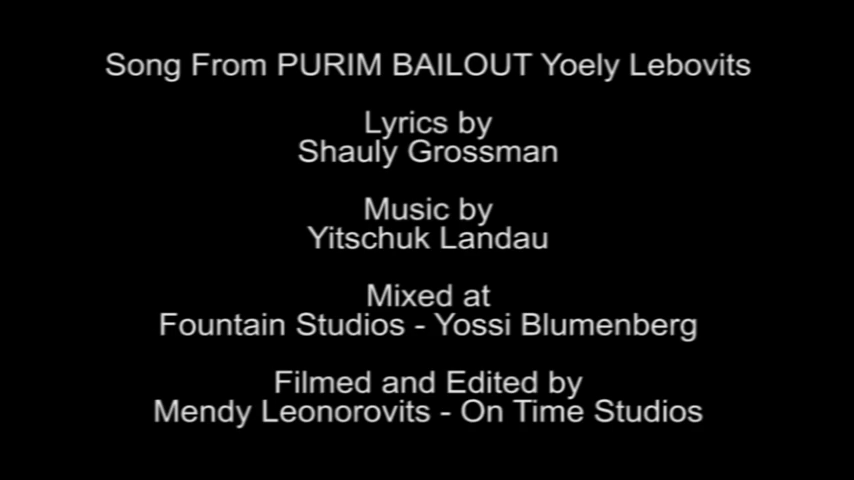 Song From PURIM BAILOUT Yoely Lebovits
Lyrics by
Shauly Grossman
Music by
Yitschuk Landau
Mixed at
Fountain Studios - Yossi Blumenberg
Filmed and Edited by
Mendy Leonorovits - On Time Studios